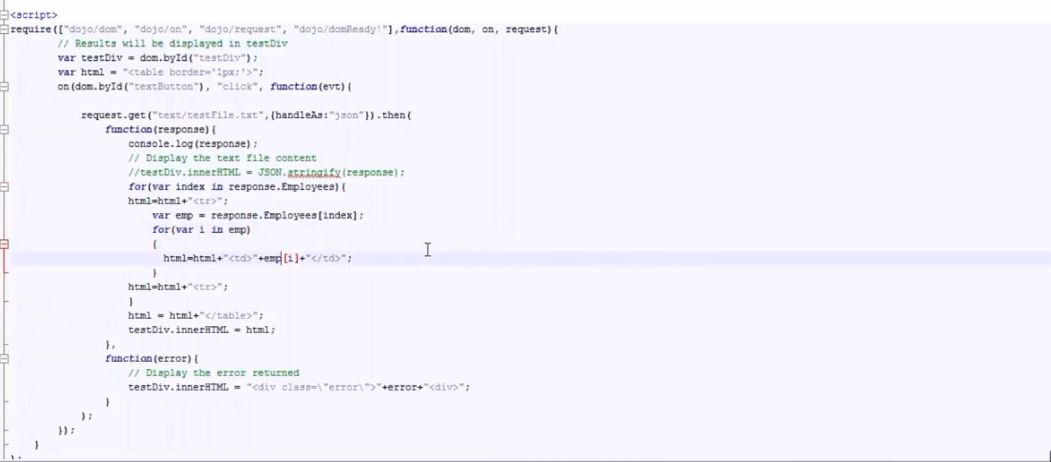 <script>
require(["dojo/dom", "dojo/on", "dojo/request", "dojo/domReady!"],function(dom, on, request){
// Results will be displayed in testDiv
var testDiv = dom.byId("testDiv");
var html = "<table border='1px;'>";
on(dom.byId("textButton"), "click", function(evt){
request.get("text/testFile.txt",{handleAs:"json"}).then(
function(response){
console.log(response);
// Display the text file content
//testDiv.innerHTML = JSON.stringify(response);
for(var index in response.Employees){
html=html+"<tr>";
var emp = response.Employees[index];
for(var i in emp)
{
html=html+"<td>"+emp[i]+"</td>";
}
html=html+"<tr>";
}
html = html+"</table>";
testDiv.innerHTML = html;
},
function(error){
// Display the error returned
testDiv.innerHTML = "<div class=\"error\">"+error+"<div>";
}
);
});
}
);